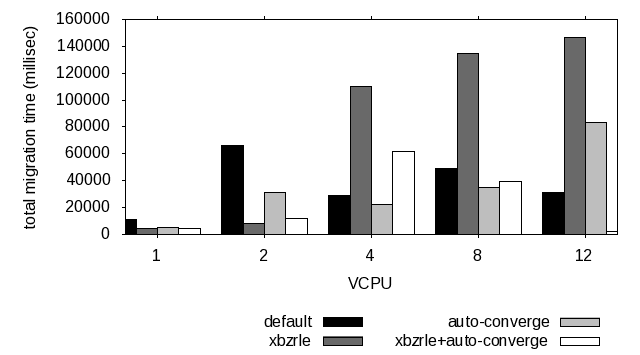 total migration time (millisec)
160000
140000
120000
100000
80000
60000
40000
20000
0
1 2 4 8 12
VCPU
default auto-converge
xbzrle xbzrle+auto-converge